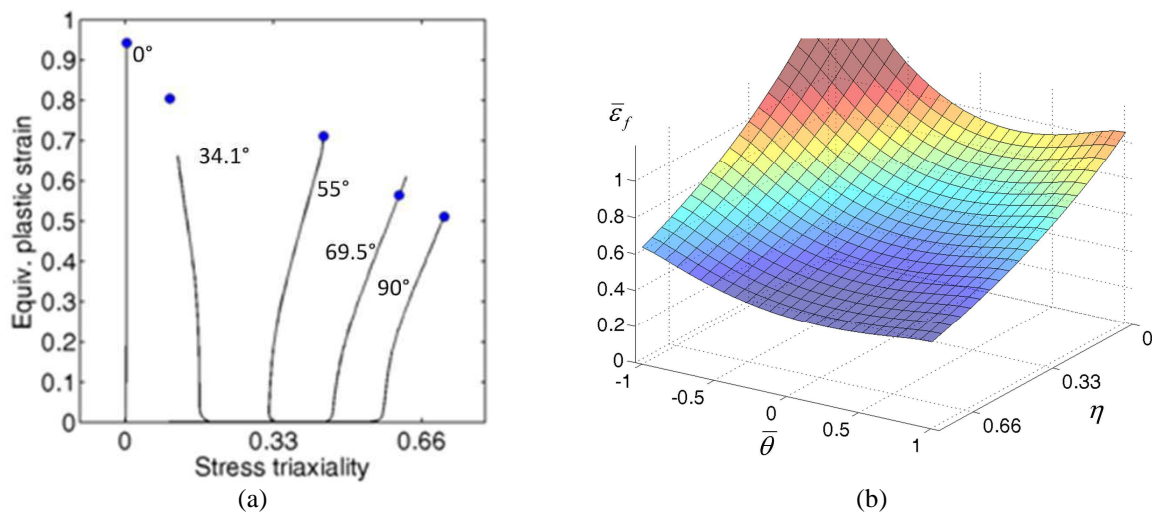 1
0.9
0.8
0.7
0.6
0.5
0.4
0.3
0.2
0.1
0
Equiv. plastic strain
0°
34.1°
55°
69.5°
90°
0 0.33 0.66
Stress triaxiality
(a)
ε̄f
1
0.8
0.6
0.4
0.2
0
-1 -0.5 0 0.5 1
θ̄
0.66 0.33 0
η
(b)